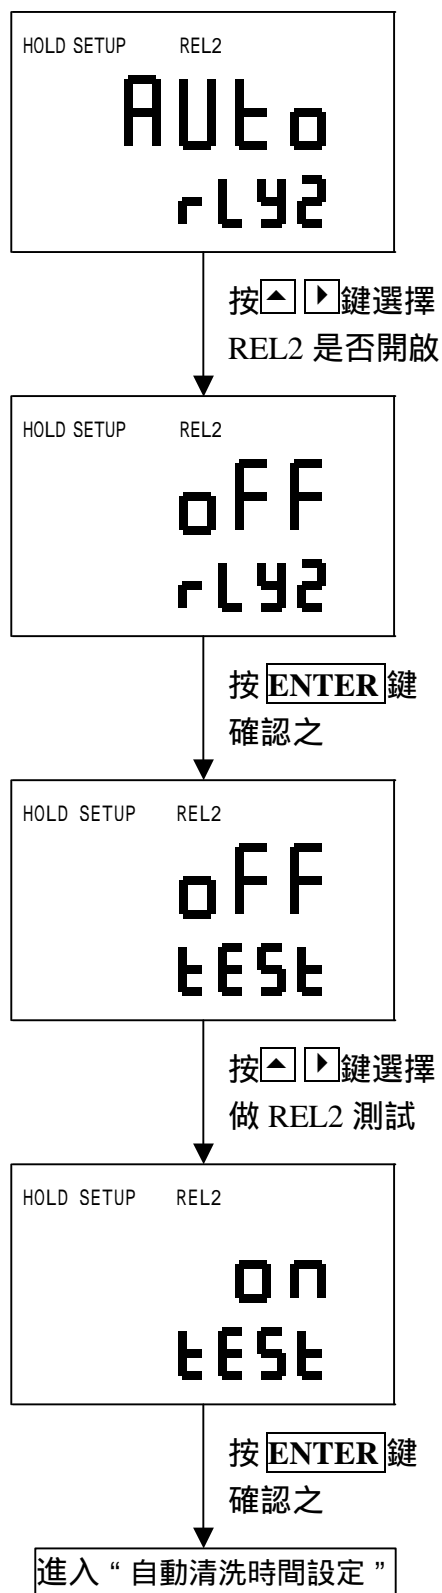 HOLD SETUP REL2
AUto
rLY2
按▲ ▶鍵選擇
REL2 是否開啟
HOLD SETUP REL2
oFF
rLY2
按 ENTER 鍵
確認之
HOLD SETUP REL2
oFF
tESt
按▲ ▶鍵選擇
做 REL2 測試
HOLD SETUP REL2
on
tESt
按 ENTER 鍵
確認之
進入 “ 自動清洗時間設定 ”